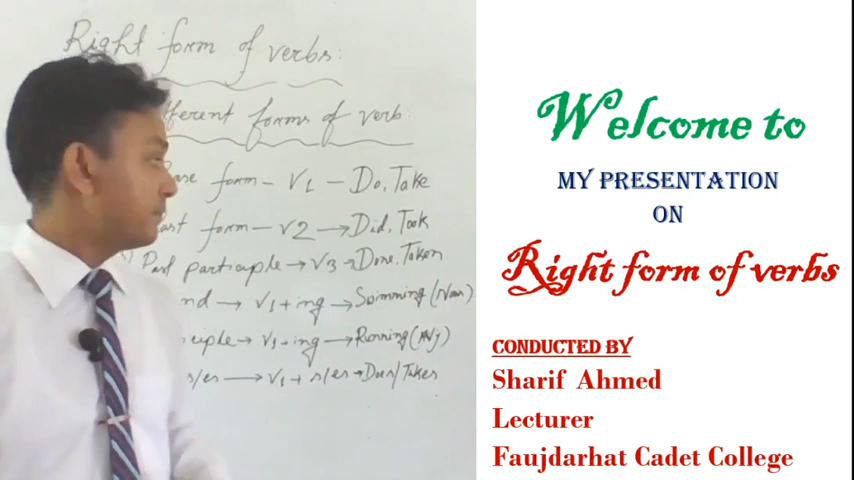 Right form of verbs:
fferent forms of verb.
Base form - V1 - Do, Take
Past form - V2 → Did, Took
Past participle → V3 → Done, Taken
nd → V1 + ing → Swimming (Noun)
ciple → V1 + ing → Running (Adj)
s/es → V1 + s/es → Does/Takes
Welcome to
MY PRESENTATION
ON
Right form of verbs
CONDUCTED BY
Sharif Ahmed
Lecturer
Faujdarhat Cadet College